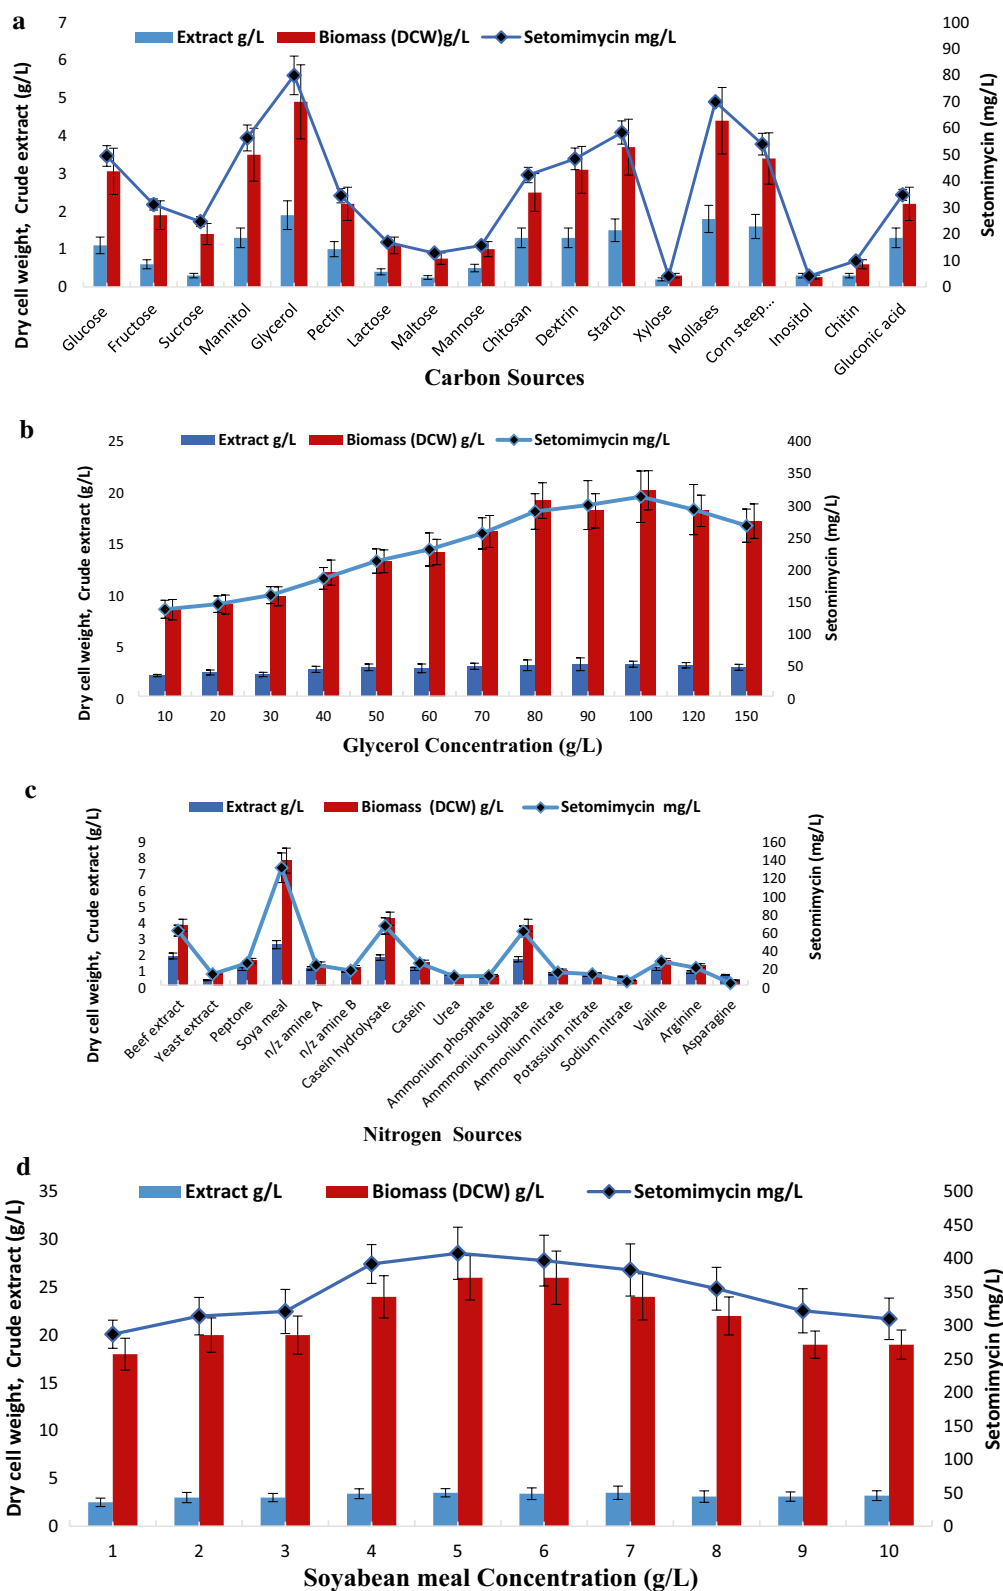 a
Extract g/L
Biomass (DCW)g/L
Setomimycin mg/L
Dry cell weight, Crude extract (g/L)
7
6
5
4
3
2
1
0
Setomimycin (mg/L)
100
90
80
70
60
50
40
30
20
10
0
Glucose
Fructose
Sucrose
Mannitol
Glycerol
Pectin
Lactose
Maltose
Mannose
Chitosan
Dextrin
Starch
Xylose
Mollases
Corn steep...
Inositol
Chitin
Gluconic acid
Carbon Sources
b
Extract g/L
Biomass (DCW) g/L
Setomimycin mg/L
Dry cell weight, Crude extract (g/L)
25
20
15
10
5
0
Setomimycin (mg/L)
400
350
300
250
200
150
100
50
0
10 20 30 40 50 60 70 80 90 100 120 150
Glycerol Concentration (g/L)
c
Extract g/L
Biomass (DCW) g/L
Setomimycin mg/L
Dry cell weight, Crude extract (g/L)
9
8
7
6
5
4
3
2
1
0
Setomimycin (mg/L)
160
140
120
100
80
60
40
20
0
Beef extract
Yeast extract
Peptone
Soya meal
n/z amine A
n/z amine B
Casein hydrolysate
Casein
Urea
Ammonium phosphate
Ammmonium sulphate
Ammonium nitrate
Potassium nitrate
Sodium nitrate
Valine
Arginine
Asparagine
Nitrogen Sources
d
Extract g/L
Biomass (DCW) g/L
Setomimycin mg/L
Dry cell weight, Crude extract (g/L)
35
30
25
20
15
10
5
0
Setomimycin (mg/L)
500
450
400
350
300
250
200
150
100
50
0
1 2 3 4 5 6 7 8 9 10
Soyabean meal Concentration (g/L)